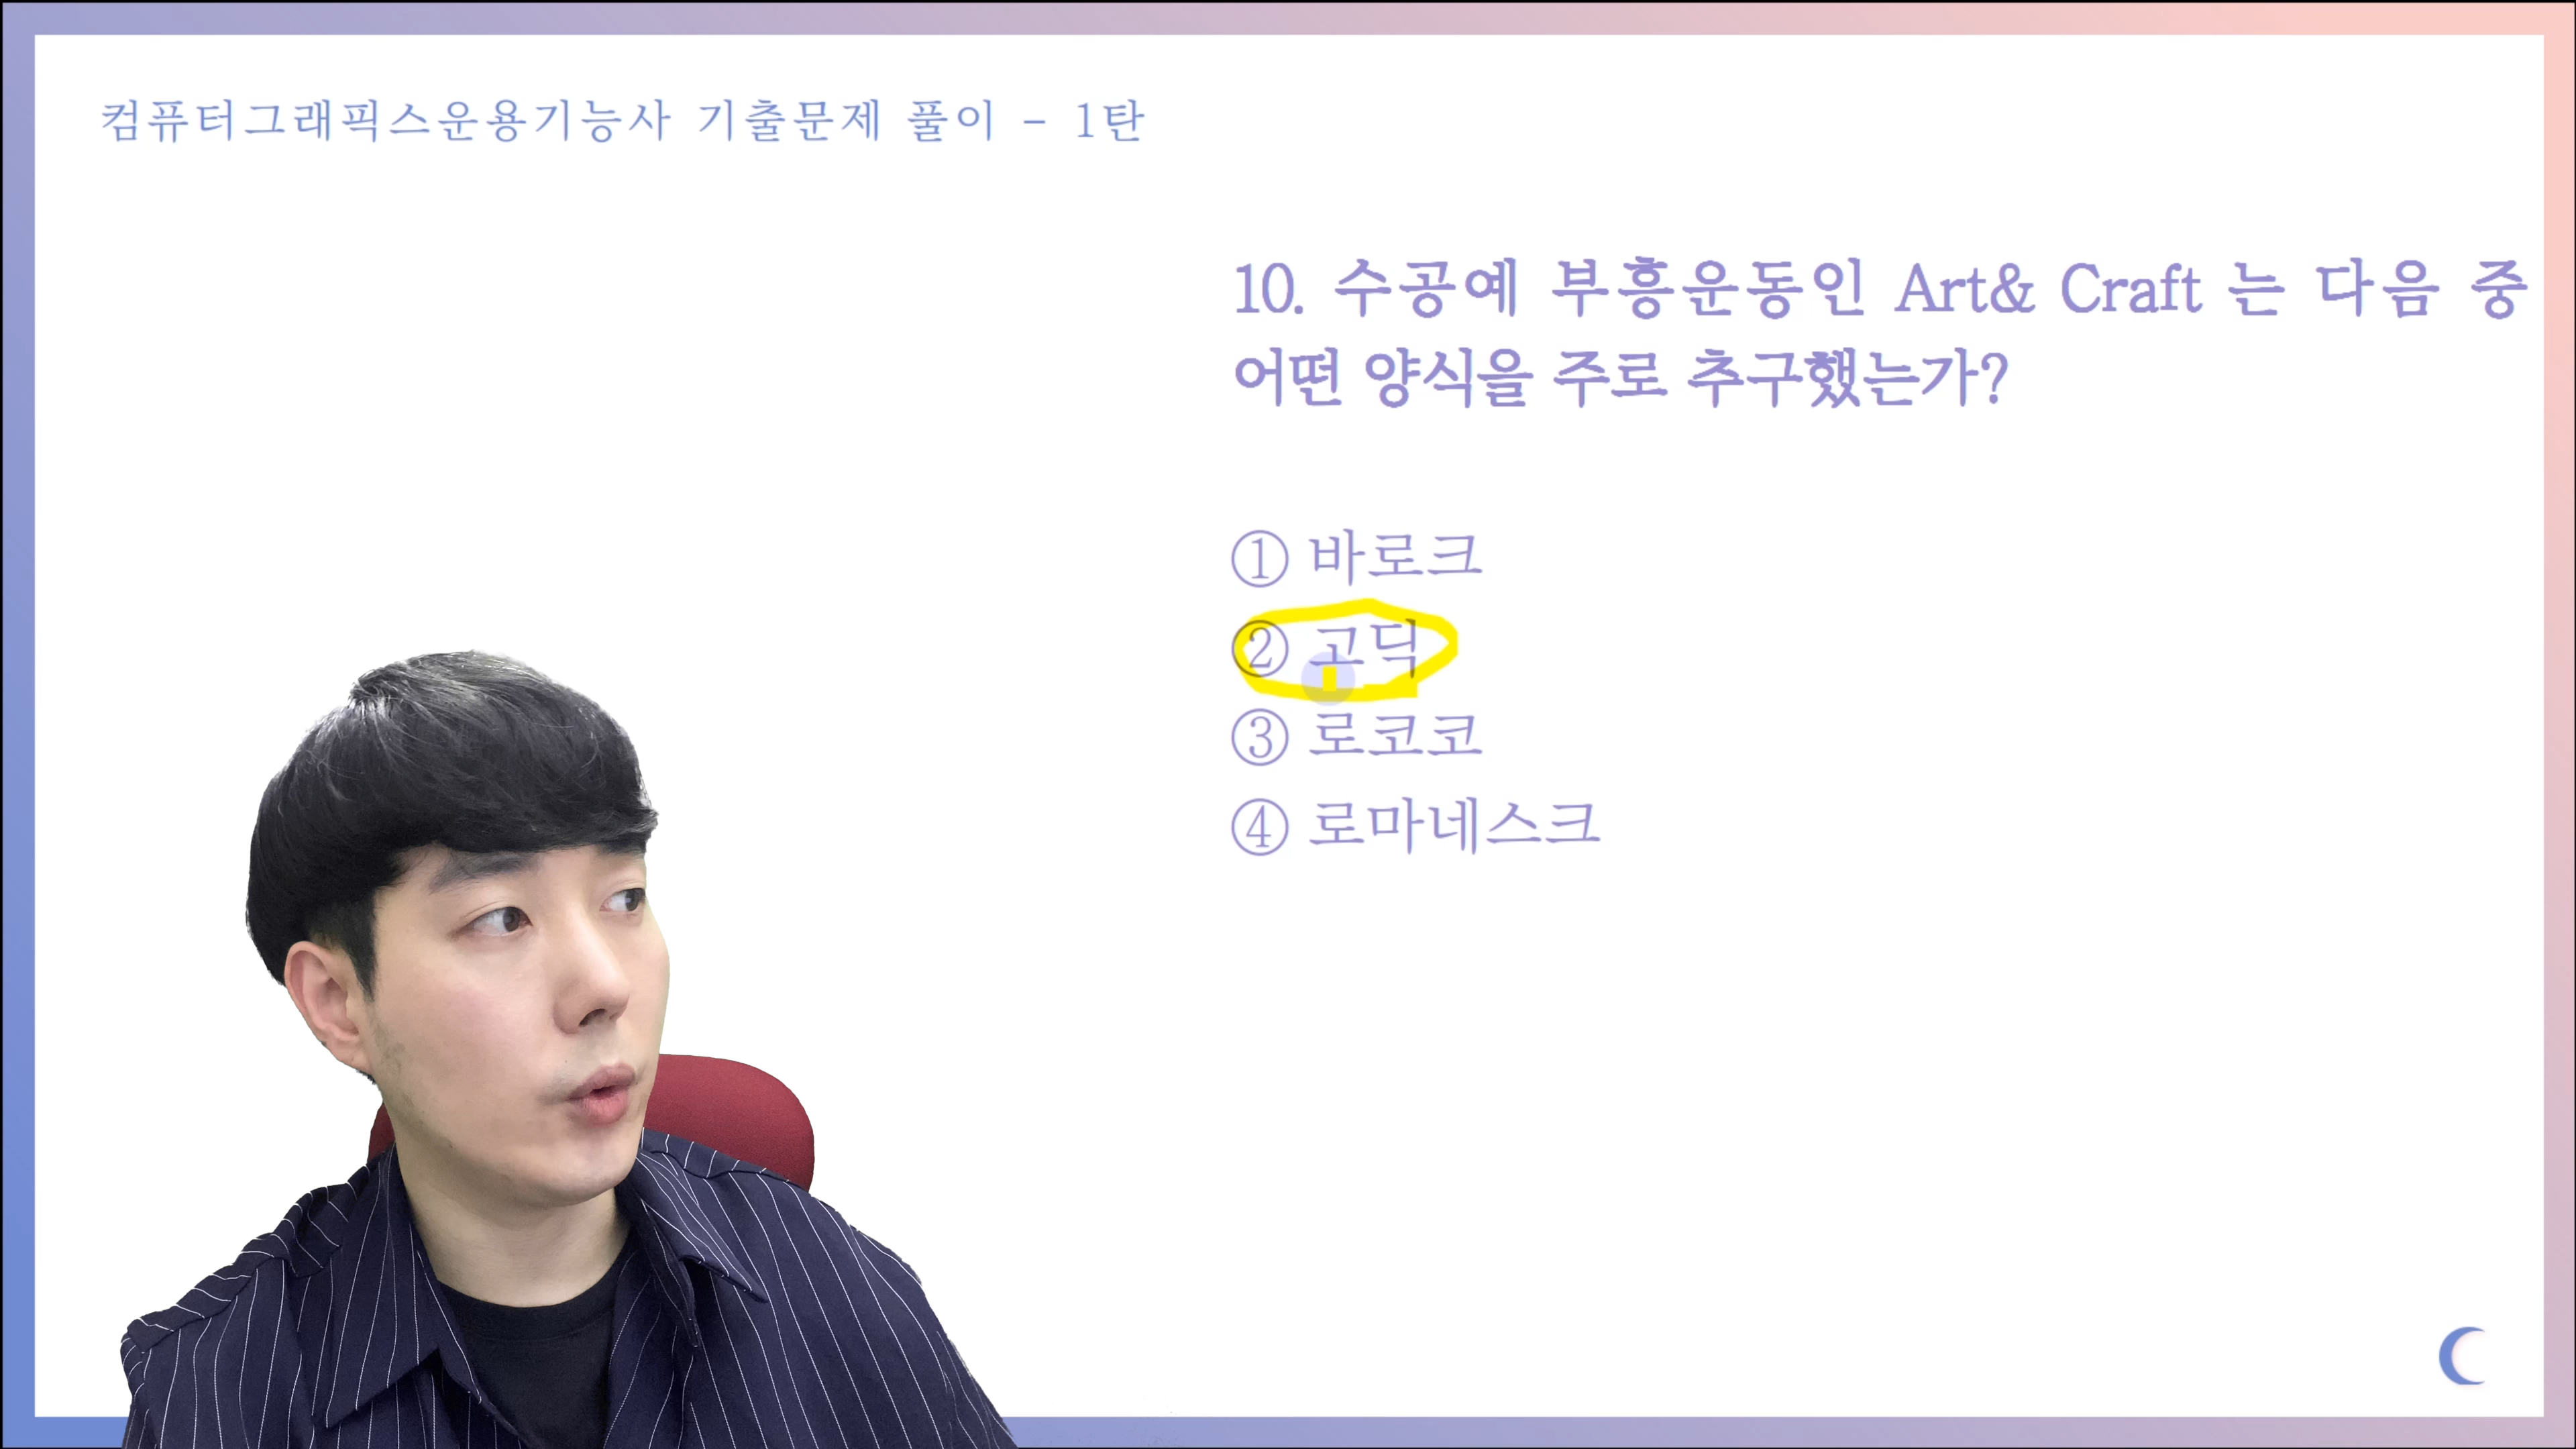 컴퓨터그래픽스운용기능사 기출문제 풀이 - 1탄
10. 수공예 부흥운동인 Art& Craft 는 다음 중
어떤 양식을 주로 추구했는가?
① 바로크
② 고딕
③ 로코코
④ 로마네스크